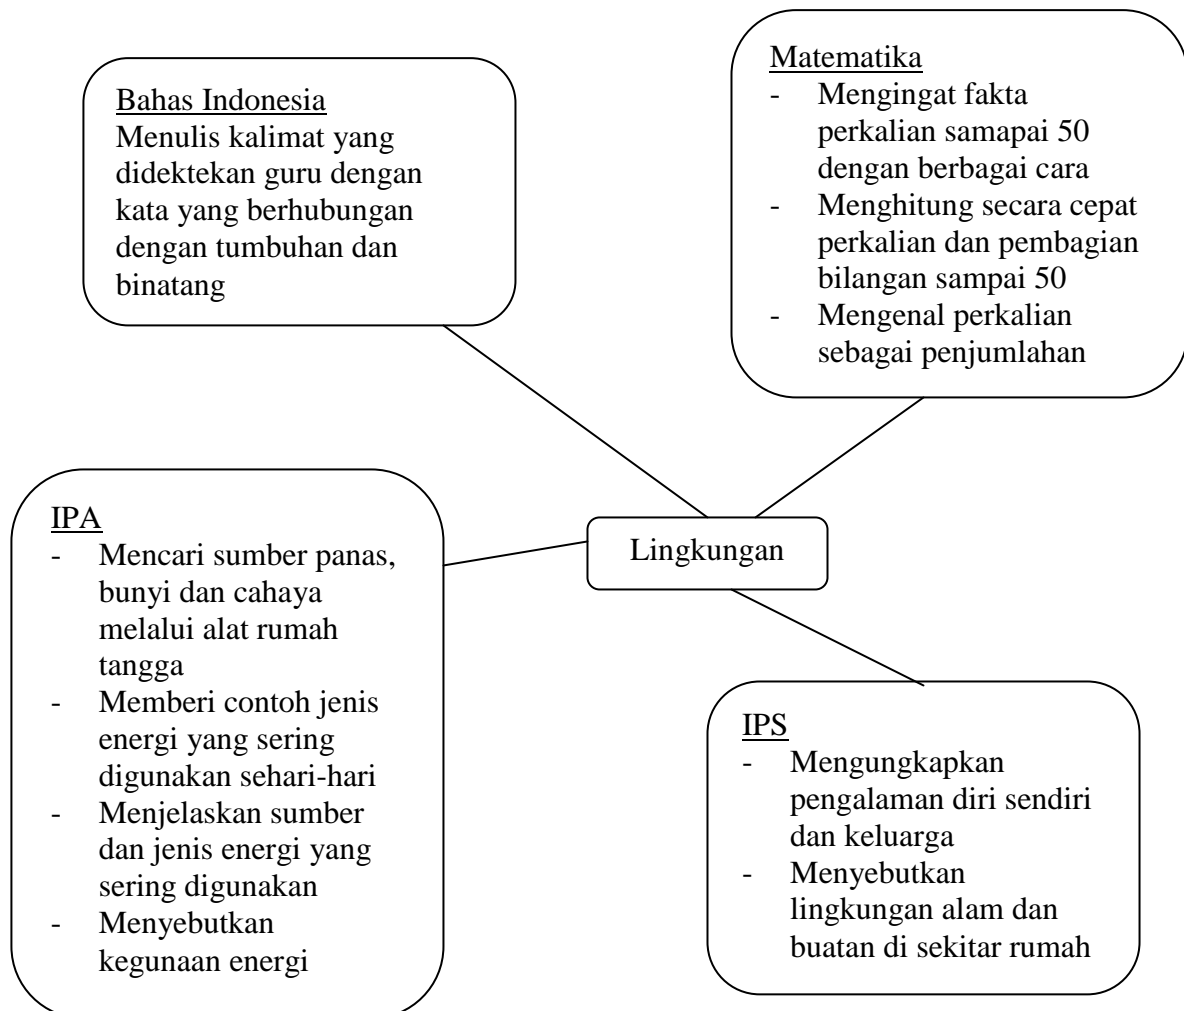 Bahas Indonesia
Menulis kalimat yang
didektekan guru dengan
kata yang berhubungan
dengan tumbuhan dan
binatang
Matematika
- Mengingat fakta
perkalian samapai 50
dengan berbagai cara
- Menghitung secara cepat
perkalian dan pembagian
bilangan sampai 50
- Mengenal perkalian
sebagai penjumlahan
Lingkungan
IPA
- Mencari sumber panas,
bunyi dan cahaya
melalui alat rumah
tangga
- Memberi contoh jenis
energi yang sering
digunakan sehari-hari
- Menjelaskan sumber
dan jenis energi yang
sering digunakan
- Menyebutkan
kegunaan energi
IPS
- Mengungkapkan
pengalaman diri sendiri
dan keluarga
- Menyebutkan
lingkungan alam dan
buatan di sekitar rumah